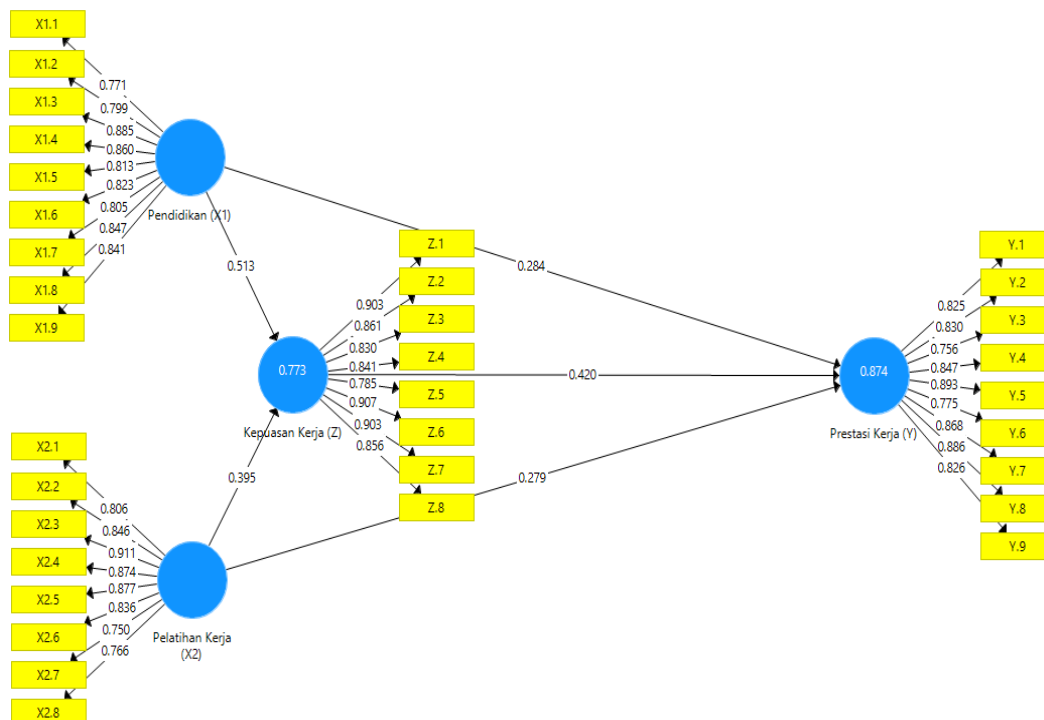 X1.1
X1.2
X1.3
X1.4
X1.5
X1.6
X1.7
X1.8
X1.9
0.771
0.799
0.885
0.860
0.813
0.823
0.805
0.847
0.841
Pendidikan (X1)
0.513
0.284
Z.1
Z.2
Z.3
Z.4
Z.5
Z.6
Z.7
Z.8
0.903
0.861
0.830
0.841
0.785
0.907
0.903
0.856
0.773
Kepuasan Kerja (Z)
0.420
0.395
0.279
X2.1
X2.2
X2.3
X2.4
X2.5
X2.6
X2.7
X2.8
0.806
0.846
0.911
0.874
0.877
0.836
0.750
0.766
Pelatihan Kerja
(X2)
0.874
Prestasi Kerja (Y)
0.825
0.830
0.756
0.847
0.893
0.775
0.868
0.886
0.826
Y.1
Y.2
Y.3
Y.4
Y.5
Y.6
Y.7
Y.8
Y.9